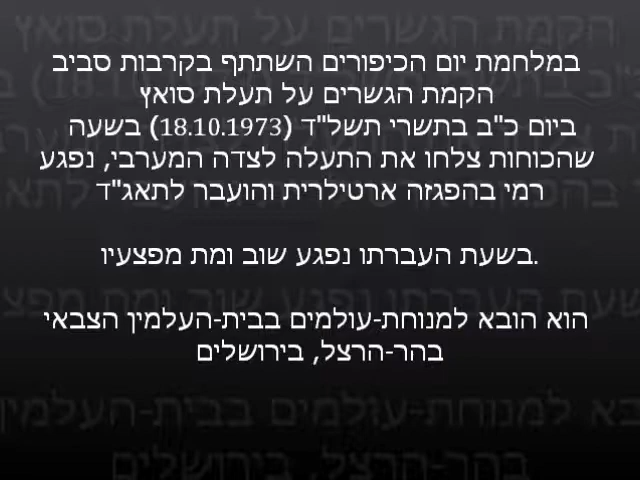 במלחמת יום הכיפורים השתתף בקרבות סביב
הקמת הגשרים על תעלת סואץ
ביום כ"ב בתשרי תשל"ד (18.10.1973) בשעה
שהכוחות צלחו את התעלה לצדה המערבי, נפגע
רמי בהפגזה ארטילרית והועבר לתאג"ד
בשעת העברתו נפגע שוב ומת מפצעיו.
הוא הובא למנוחת-עולמים בבית-העלמין הצבאי
בהר-הרצל, בירושלים